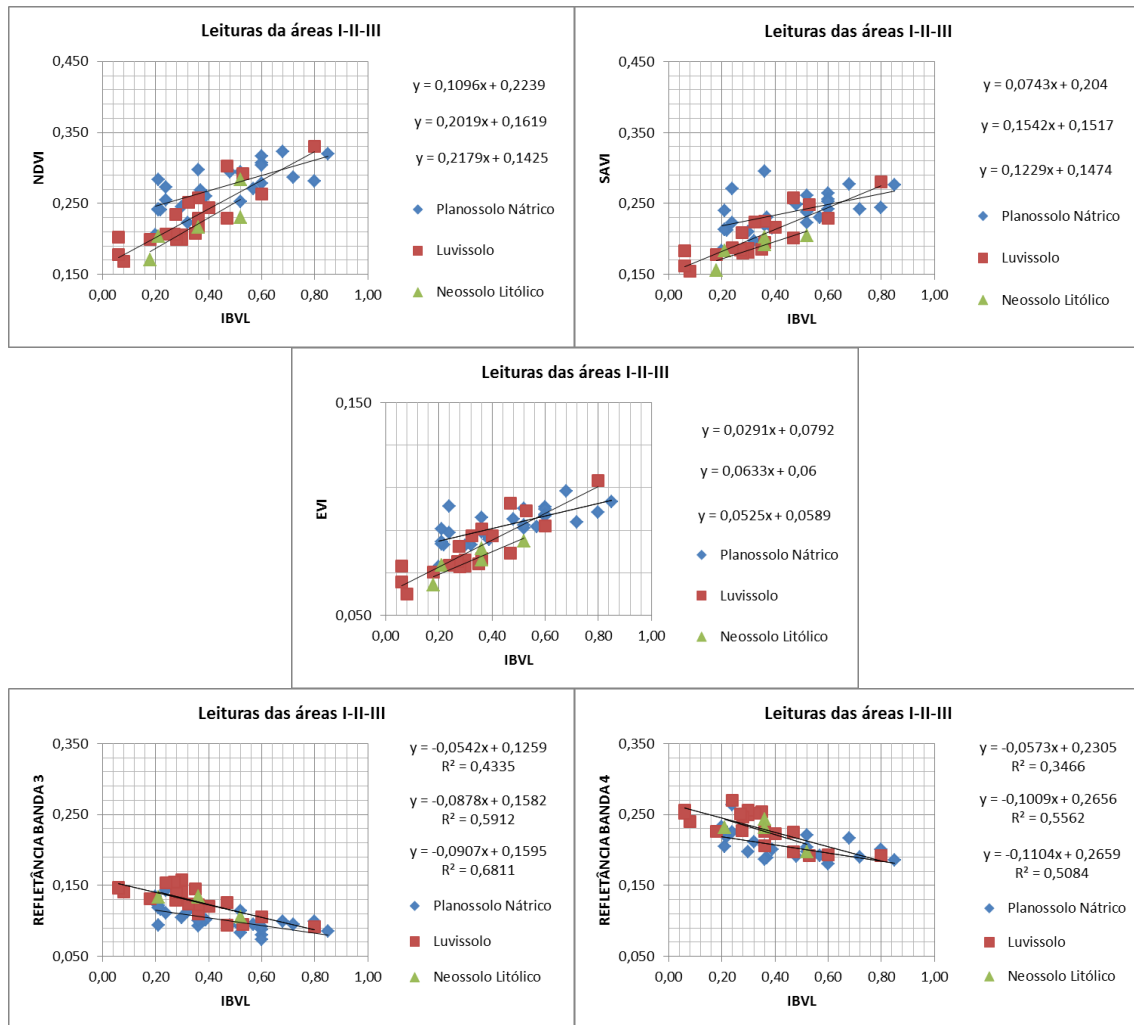 Leituras da áreas I-II-III
NDVI
0,450
0,350
0,250
0,150
0,00 0,20 0,40 0,60 0,80 1,00
IBVL
y = 0,1096x + 0,2239
y = 0,2019x + 0,1619
y = 0,2179x + 0,1425
Planossolo Nátrico
Luvissolo
Neossolo Litólico
Leituras das áreas I-II-III
SAVI
0,450
0,350
0,250
0,150
0,00 0,20 0,40 0,60 0,80 1,00
IBVL
y = 0,0743x + 0,204
y = 0,1542x + 0,1517
y = 0,1229x + 0,1474
Planossolo Nátrico
Luvissolo
Neossolo Litólico
Leituras das áreas I-II-III
EVI
0,150
0,050
0,00 0,20 0,40 0,60 0,80 1,00
IBVL
y = 0,0291x + 0,0792
y = 0,0633x + 0,06
y = 0,0525x + 0,0589
Planossolo Nátrico
Luvissolo
Neossolo Litólico
Leituras das áreas I-II-III
REFLETÂNCIA BANDA 3
0,350
0,250
0,150
0,050
0,00 0,20 0,40 0,60 0,80 1,00
IBVL
y = -0,0542x + 0,1259
R² = 0,4335
y = -0,0878x + 0,1582
R² = 0,5912
y = -0,0907x + 0,1595
R² = 0,6811
Planossolo Nátrico
Luvissolo
Neossolo Litólico
Leituras das áreas I-II-III
REFLETÂNCIA BANDA 4
0,350
0,250
0,150
0,050
0,00 0,20 0,40 0,60 0,80 1,00
IBVL
y = -0,0573x + 0,2305
R² = 0,3466
y = -0,1009x + 0,2656
R² = 0,5562
y = -0,1104x + 0,2659
R² = 0,5084
Planossolo Nátrico
Luvissolo
Neossolo Litólico